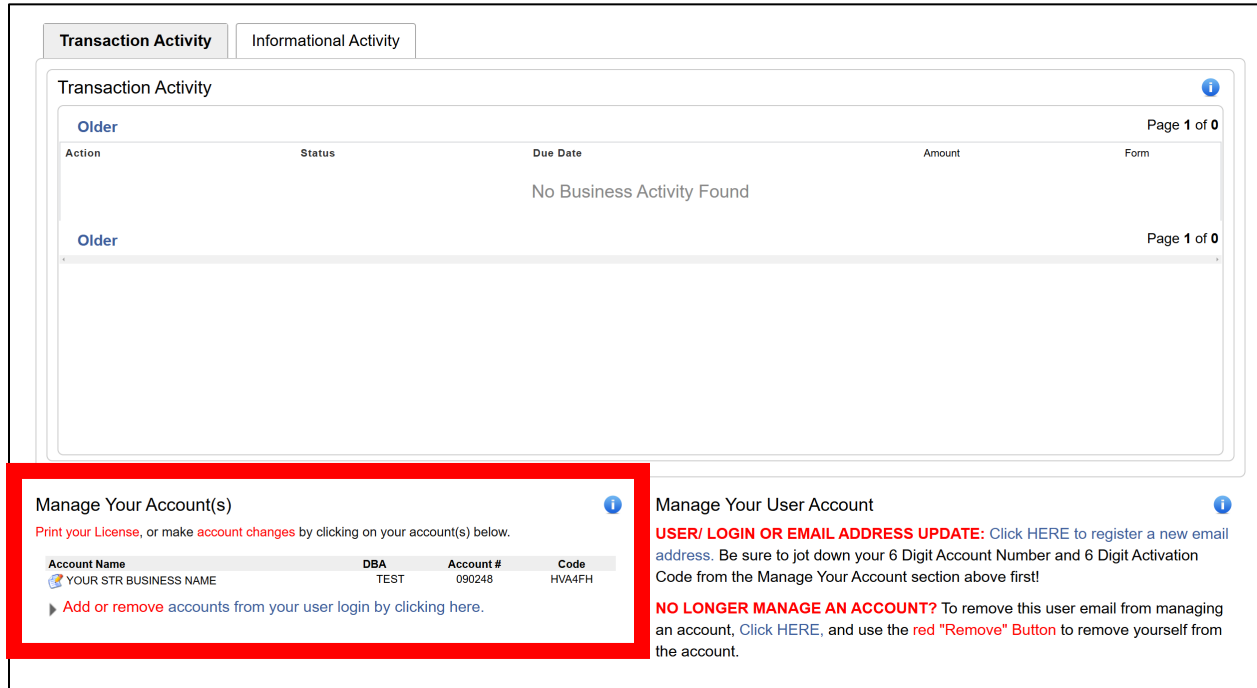 Transaction Activity
Informational Activity
Transaction Activity
Older
Page 1 of 0
Action Status Due Date Amount Form
No Business Activity Found
Older
Page 1 of 0
Manage Your Account(s)
Print your License, or make account changes by clicking on your account(s) below.
Account Name DBA Account # Code
YOUR STR BUSINESS NAME TEST 090248 HVA4FH
Add or remove accounts from your user login by clicking here.
Manage Your User Account
USER/ LOGIN OR EMAIL ADDRESS UPDATE: Click HERE to register a new email
address. Be sure to jot down your 6 Digit Account Number and 6 Digit Activation
Code from the Manage Your Account section above first!
NO LONGER MANAGE AN ACCOUNT? To remove this user email from managing
an account, Click HERE, and use the red "Remove" Button to remove yourself from
the account.